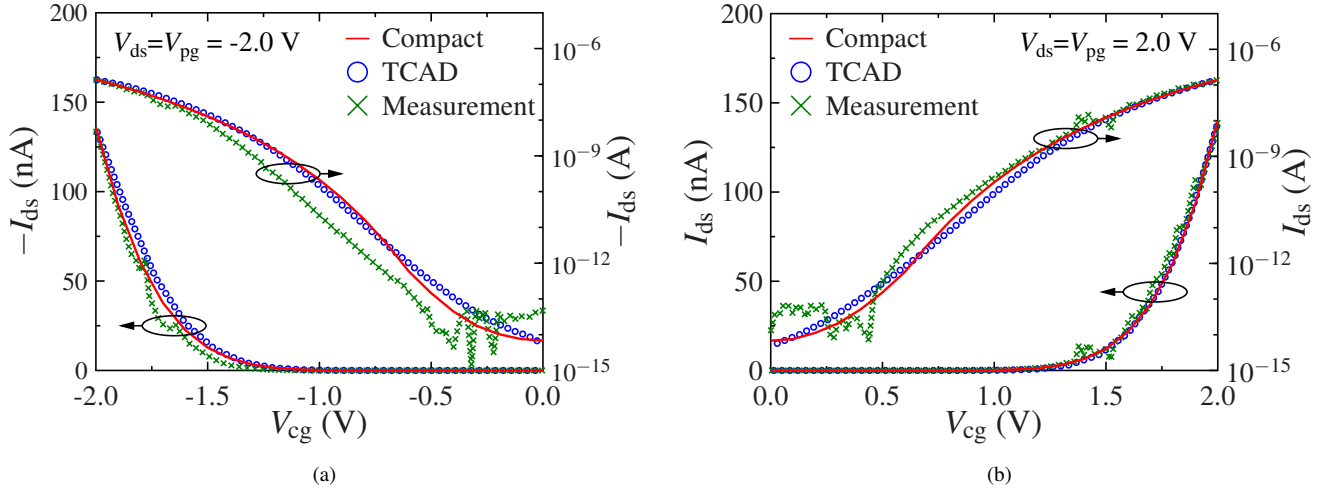 V_ds=V_pg = -2.0 V
Compact
TCAD
Measurement
200
150
100
50
0
−I_ds (nA)
10^−6
10^−9
10^−12
10^−15
−I_ds (A)
-2.0 -1.5 -1.0 -0.5 0.0
V_cg (V)
(a)
Compact
TCAD
Measurement
V_ds=V_pg = 2.0 V
200
150
100
50
0
I_ds (nA)
10^−6
10^−9
10^−12
10^−15
I_ds (A)
0.0 0.5 1.0 1.5 2.0
V_cg (V)
(b)